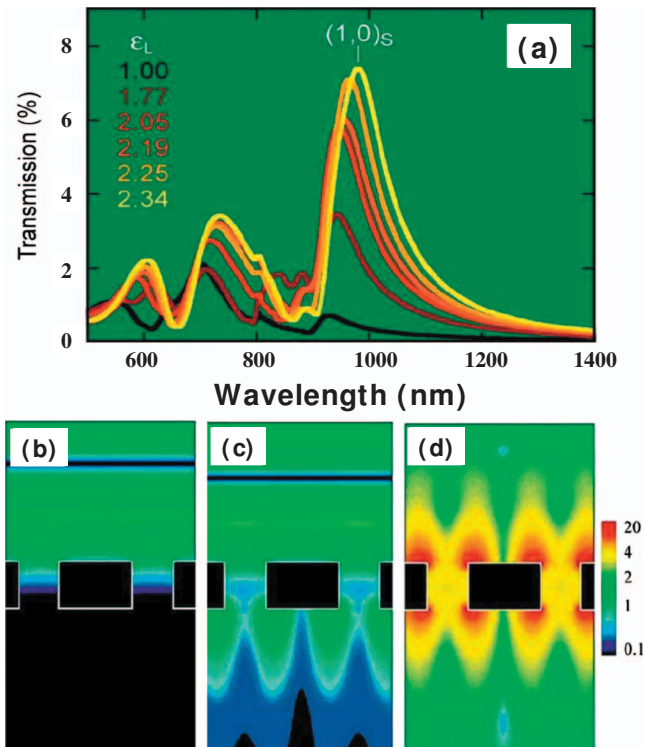 8
6
4
2
0
Transmission (%)
εL
1.00
1.77
2.05
2.19
2.25
2.34
(1,0)S
(a)
600
800
1000
1200
1400
Wavelength (nm)
(b)
(c)
(d)
20
4
2
1
0.1